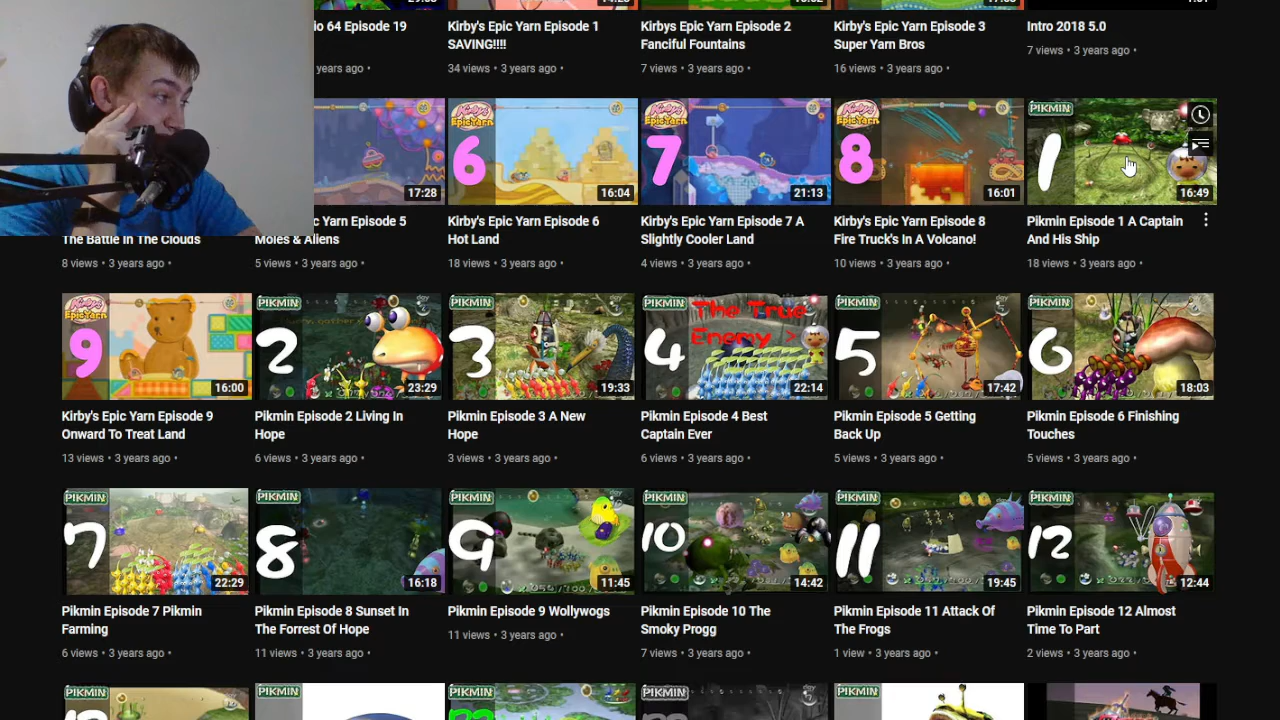 io 64 Episode 19
years ago •
Kirby's Epic Yarn Episode 1
SAVING!!!!
34 views • 3 years ago •
Kirbys Epic Yarn Episode 2
Fanciful Fountains
7 views • 3 years ago •
Kirby's Epic Yarn Episode 3
Super Yarn Bros
16 views • 3 years ago •
Intro 2018 5.0
7 views • 3 years ago •
17:28
Kirby's
EpicYarn
6
16:04
Kirby's
EpicYarn
7
21:13
Kirby's
EpicYarn
8
16:01
PIKMIN
1
16:49
The Battle In The Clouds
8 views • 3 years ago •
c Yarn Episode 5
Moles & Aliens
5 views • 3 years ago •
Kirby's Epic Yarn Episode 6
Hot Land
18 views • 3 years ago •
Kirby's Epic Yarn Episode 7 A
Slightly Cooler Land
4 views • 3 years ago •
Kirby's Epic Yarn Episode 8
Fire Truck's In A Volcano!
10 views • 3 years ago •
Pikmin Episode 1 A Captain
And His Ship
18 views • 3 years ago •
Kirby's
EpicYarn
9
16:00
PIKMIN
2
23:29
PIKMIN
3
19:33
PIKMIN
4
The True
Enemy >
22:14
PIKMIN
5
17:42
PIKMIN
6
18:03
Kirby's Epic Yarn Episode 9
Onward To Treat Land
13 views • 3 years ago •
Pikmin Episode 2 Living In
Hope
6 views • 3 years ago •
Pikmin Episode 3 A New
Hope
3 views • 3 years ago •
Pikmin Episode 4 Best
Captain Ever
6 views • 3 years ago •
Pikmin Episode 5 Getting
Back Up
5 views • 3 years ago •
Pikmin Episode 6 Finishing
Touches
5 views • 3 years ago •
PIKMIN
7
22:29
PIKMIN
8
16:18
PIKMIN
9
11:45
PIKMIN
10
14:42
PIKMIN
11
19:45
PIKMIN
12
12:44
Pikmin Episode 7 Pikmin
Farming
6 views • 3 years ago •
Pikmin Episode 8 Sunset In
The Forrest Of Hope
11 views • 3 years ago •
Pikmin Episode 9 Wollywogs
11 views • 3 years ago •
Pikmin Episode 10 The
Smoky Progg
7 views • 3 years ago •
Pikmin Episode 11 Attack Of
The Frogs
1 view • 3 years ago •
Pikmin Episode 12 Almost
Time To Part
2 views • 3 years ago •
PIKMIN
PIKMIN
PIKMIN
PIKMIN
PIKMIN